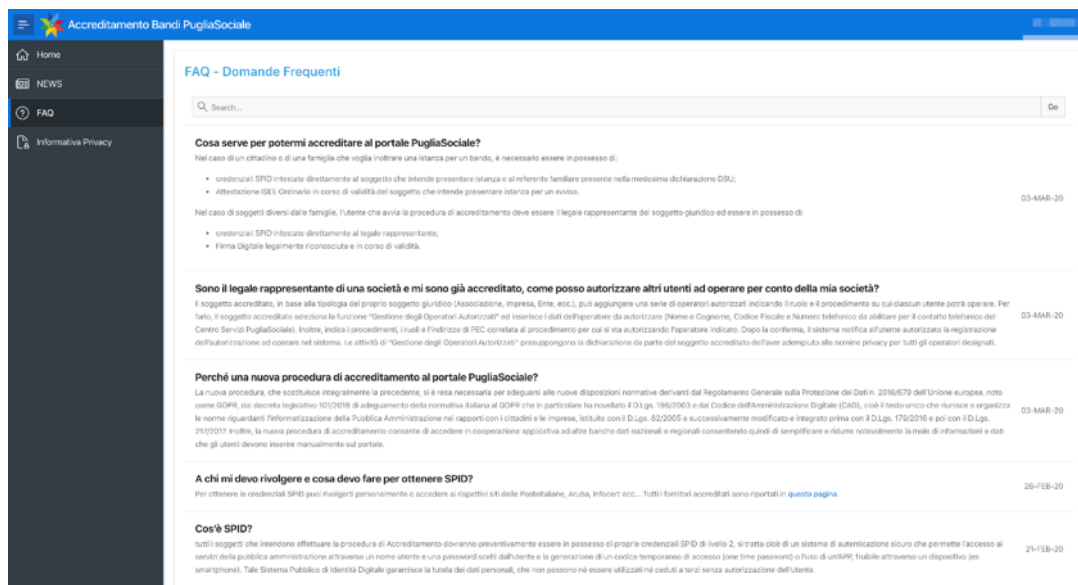 Accreditamento Bandi PugliaSociale
Home
NEWS
FAQ
Informativa Privacy
FAQ - Domande Frequenti
Search...
Go
Cosa serve per potermi accreditare al portale PugliaSociale?
Nel caso di un cittadino o di una famiglia che voglia inoltrare una istanza per un bando, è necessario essere in possesso di:
credenziali SPID intestate direttamente al soggetto che intende presentare istanza o al referente familiare presente nella medesima dichiarazione DSU;
Attestazione ISEE Ordinario in corso di validità del soggetto che intende presentare istanza per un avviso.
03-MAR-20
Nel caso di soggetti diversi dalle famiglie, l'utente che avvia la procedura di accreditamento deve essere il legale rappresentante del soggetto giuridico ed essere in possesso di:
credenziali SPID intestate direttamente al legale rappresentante;
Firma Digitale legalmente riconosciuta e in corso di validità.
Sono il legale rappresentante di una società e mi sono già accreditato, come posso autorizzare altri utenti ad operare per conto della mia società?
Il soggetto accreditato, in base alla tipologia del proprio soggetto giuridico (Associazione, Impresa, Ente, ecc.), può aggiungere una serie di operatori autorizzati indicando il ruolo e il procedimento su cui ciascun utente potrà operare. Per
farlo, il soggetto accreditato seleziona la funzione "Gestione degli Operatori Autorizzati" ed inserisce i dati dell'operatore da autorizzare (Nome e Cognome, Codice Fiscale e Numero telefonico da abilitare per il contatto telefonico del
03-MAR-20
Centro Servizi PugliaSociale). Inoltre, indica i procedimenti, i ruoli e l'indirizzo di PEC correlata al procedimento per cui si sta autorizzando l'operatore indicato. Dopo la conferma, il sistema notifica all'utente autorizzato la registrazione
dell'autorizzazione ad operare nel sistema. Le attività di "Gestione degli Operatori Autorizzati" presuppongono la dichiarazione da parte del soggetto accreditato dell'aver adempiuto alle nomine privacy per tutti gli operatori designati.
Perché una nuova procedura di accreditamento al portale PugliaSociale?
La nuova procedura, che sostituisce integralmente la precedente, si è resa necessaria per adeguarsi alle nuove disposizioni normative derivanti dal Regolamento Generale sulla Protezione dei Dati n. 2016/679 dell'Unione europea, noto
come GDPR, dal decreto legislativo 101/2018 di adeguamento della normativa italiana al GDPR che in particolare ha novellato il D.Lgs. 196/2003 e dal Codice dell'Amministrazione Digitale (CAD), cioè il testo unico che riunisce e organizza
le norme riguardanti l'informatizzazione della Pubblica Amministrazione nei rapporti con i cittadini e le imprese, istituito con il D.Lgs. 82/2005 e successivamente modificato e integrato prima con il D.Lgs. 179/2016 e poi con il D.Lgs.
03-MAR-20
217/2017. Inoltre, la nuova procedura di accreditamento consente di accedere in cooperazione applicativa ad altre banche dati nazionali e regionali consentendo quindi di semplificare e ridurre notevolmente la mole di informazioni e dati
che gli utenti devono inserire manualmente sul portale.
A chi mi devo rivolgere e cosa devo fare per ottenere SPID?
26-FEB-20
Per ottenere le credenziali SPID puoi rivolgerti personalmente o accedere ai rispettivi siti delle PosteItaliane, Aruba, Infocert ecc... Tutti i fornitori accreditati sono riportati in questa pagina.
Cos'è SPID?
tutti i soggetti che intendono effettuare la procedura di Accreditamento dovranno preventivamente essere in possesso di proprie credenziali SPID di livello 2, si tratta cioè di un sistema di autenticazione sicuro che permette l'accesso ai
21-FEB-20
servizi della pubblica amministrazione attraverso un nome utente e una password scelti dall'utente e la generazione di un codice temporaneo di accesso (one time password) o l'uso di un'APP, fruibile attraverso un dispositivo (es
smartphone). Tale Sistema Pubblico di Identità Digitale garantisce la tutela dei dati personali, che non possono né essere utilizzati né ceduti a terzi senza autorizzazione dell'utente.